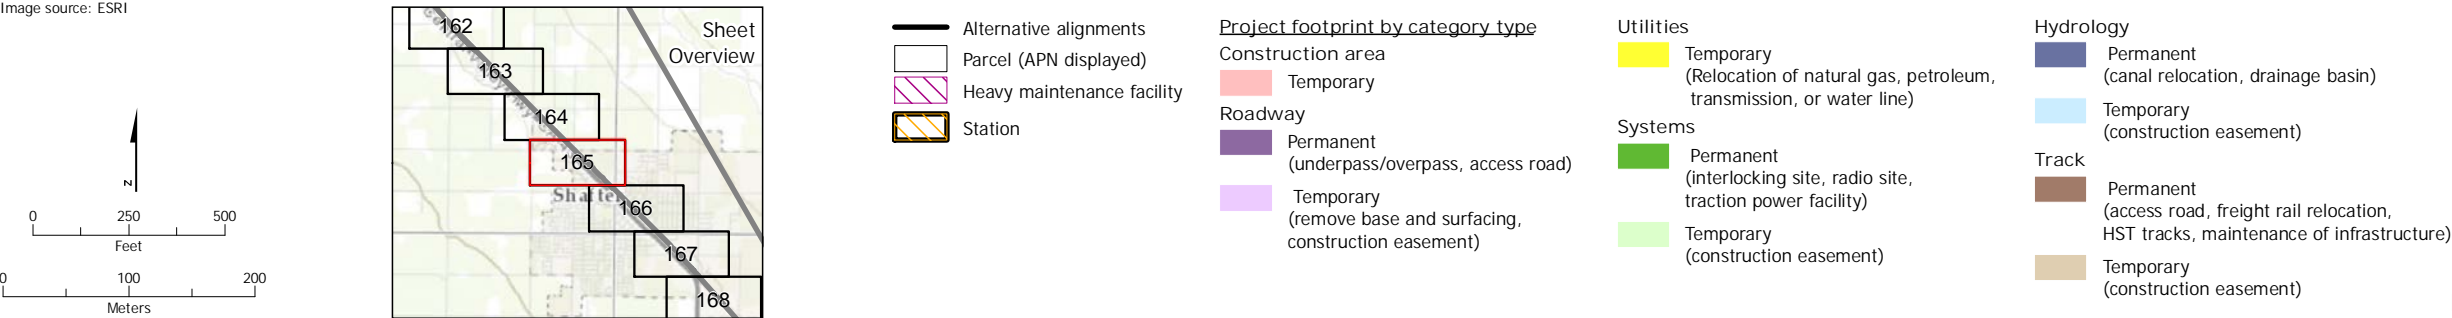 Image source: ESRI
N
0 250 500
Feet
0 100 200
Meters
Sheet
Overview
162
163
164
165
Shafter
166
167
168
Alternative alignments
Parcel (APN displayed)
Heavy maintenance facility
Station
Project footprint by category type
Construction area
Temporary
Roadway
Permanent
(underpass/overpass, access road)
Temporary
(remove base and surfacing,
construction easement)
Utilities
Temporary
(Relocation of natural gas, petroleum,
transmission, or water line)
Systems
Permanent
(interlocking site, radio site,
traction power facility)
Temporary
(construction easement)
Hydrology
Permanent
(canal relocation, drainage basin)
Temporary
(construction easement)
Track
Permanent
(access road, freight rail relocation,
HST tracks, maintenance of infrastructure)
Temporary
(construction easement)